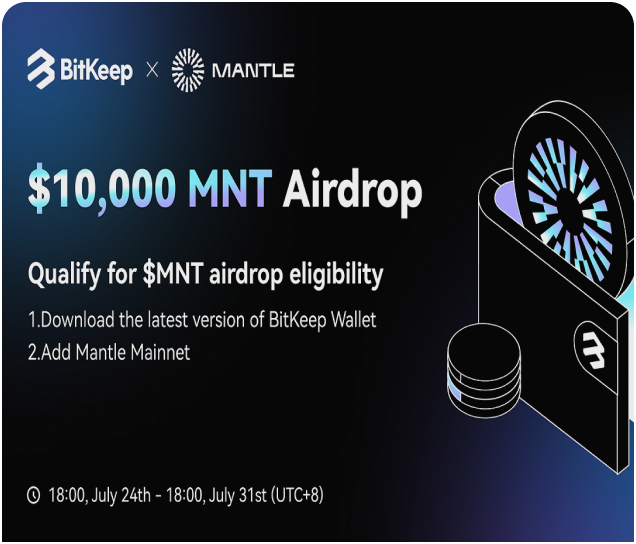 BitKeep × MANTLE
$10,000 MNT Airdrop
Qualify for $MNT airdrop eligibility
1.Download the latest version of BitKeep Wallet
2.Add Mantle Mainnet
18:00, July 24th - 18:00, July 31st (UTC+8)